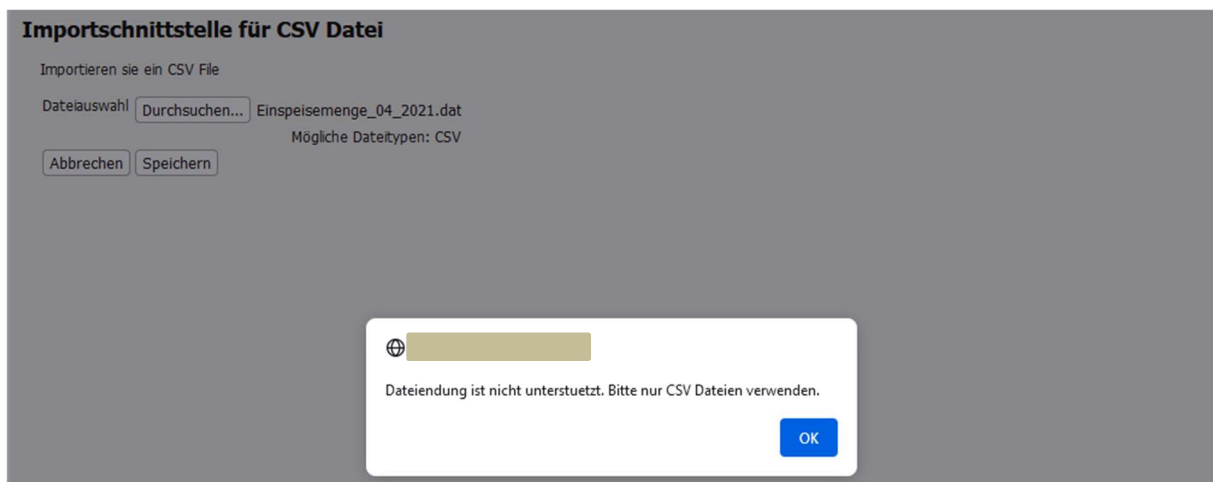 Importschnittstelle für CSV Datei
Importieren sie ein CSV File
Dateiauswahl Durchsuchen... Einspeisemenge_04_2021.dat
Mögliche Dateitypen: CSV
Abbrechen Speichern
Dateiendung ist nicht unterstuetzt. Bitte nur CSV Dateien verwenden.
OK